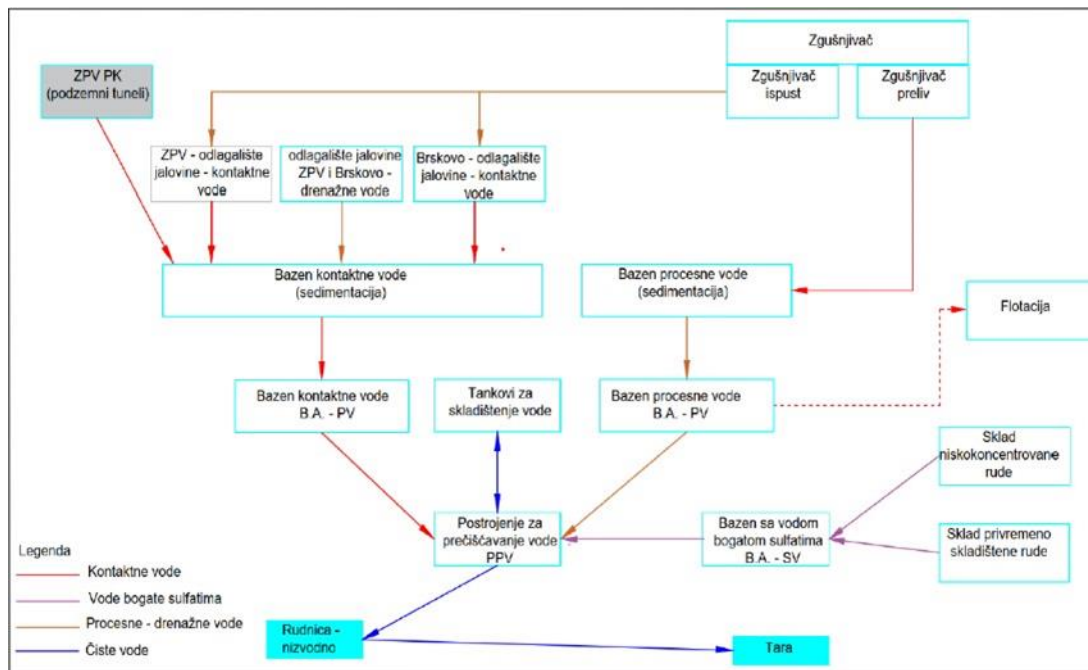 Zgušnjivač
ZPV PK
(podzemni tuneli)
Zgušnjivač
ispust
Zgušnjivač
preliv
ZPV - odlagalište
jalovine - kontaktne
vode
odlagalište jalovine
ZPV i Brskovo -
drenažne vode
Brskovo - odlagalište
jalovine - kontaktne
vode
Bazen kontaktne vode
(sedimentacija)
Bazen procesne vode
(sedimentacija)
Flotacija
Bazen kontaktne vode
B.A. - PV
Tankovi za
skladištenje vode
Bazen procesne vode
B.A. - PV
Sklad
niskokoncentrovane
rude
Postrojenje za
prečišćavanje vode
PPV
Bazen sa vodom
bogatom sulfatima
B.A. - SV
Sklad privremeno
skladištene rude
Legenda
Kontaktne vode
Vode bogate sulfatima
Procesne - drenažne vode
Čiste vode
Rudnica -
nizvodno
Tara